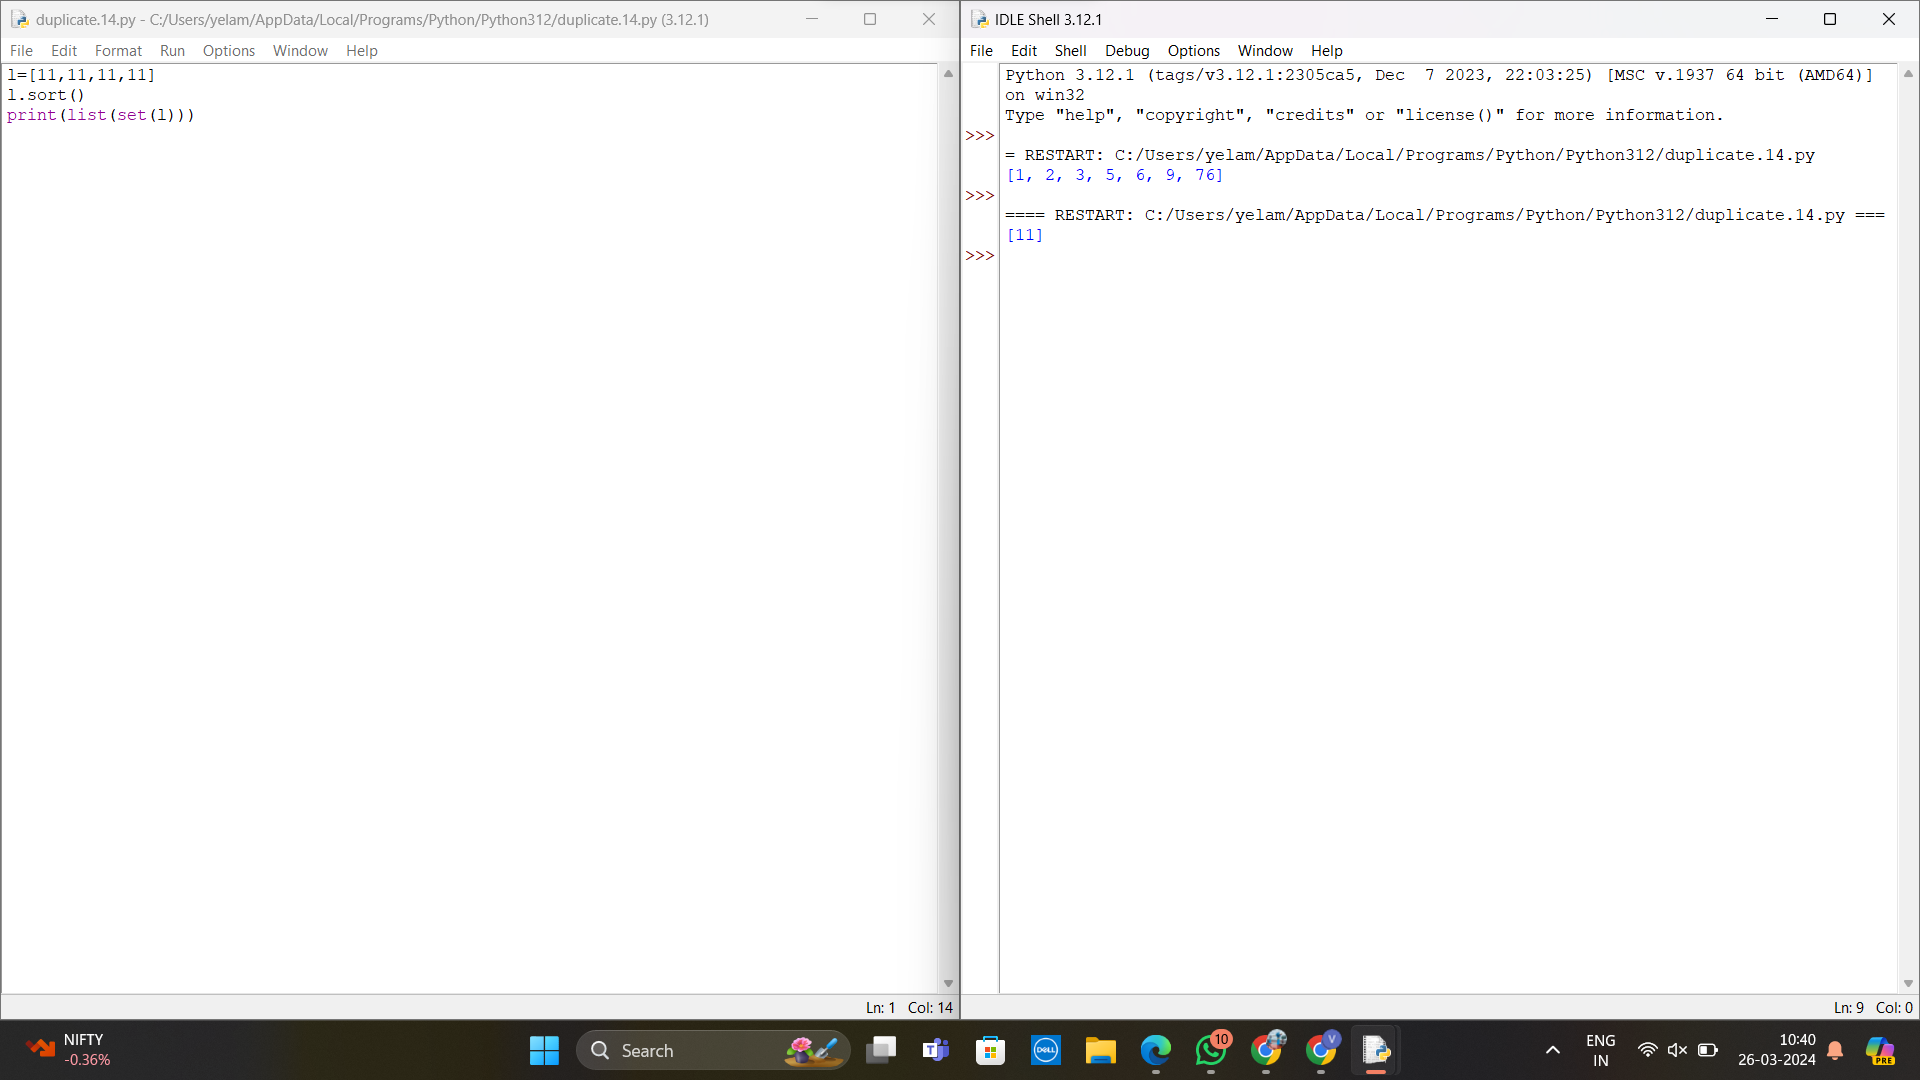 duplicate.14.py - C:/Users/yelam/AppData/Local/Programs/Python/Python312/duplicate.14.py (3.12.1)
File Edit Format Run Options Window Help
l=[11,11,11,11]
l.sort()
print(list(set(l)))
Ln: 1 Col: 14
IDLE Shell 3.12.1
File Edit Shell Debug Options Window Help
Python 3.12.1 (tags/v3.12.1:2305ca5, Dec  7 2023, 22:03:25) [MSC v.1937 64 bit (AMD64)]
on win32
Type "help", "copyright", "credits" or "license()" for more information.
>>>
= RESTART: C:/Users/yelam/AppData/Local/Programs/Python/Python312/duplicate.14.py
[1, 2, 3, 5, 6, 9, 76]
>>>
==== RESTART: C:/Users/yelam/AppData/Local/Programs/Python/Python312/duplicate.14.py ===
[11]
>>>
Ln: 9 Col: 0
NIFTY
-0.36%
Search
T
DELL
10
V
ENG
IN
10:40
26-03-2024
PRE